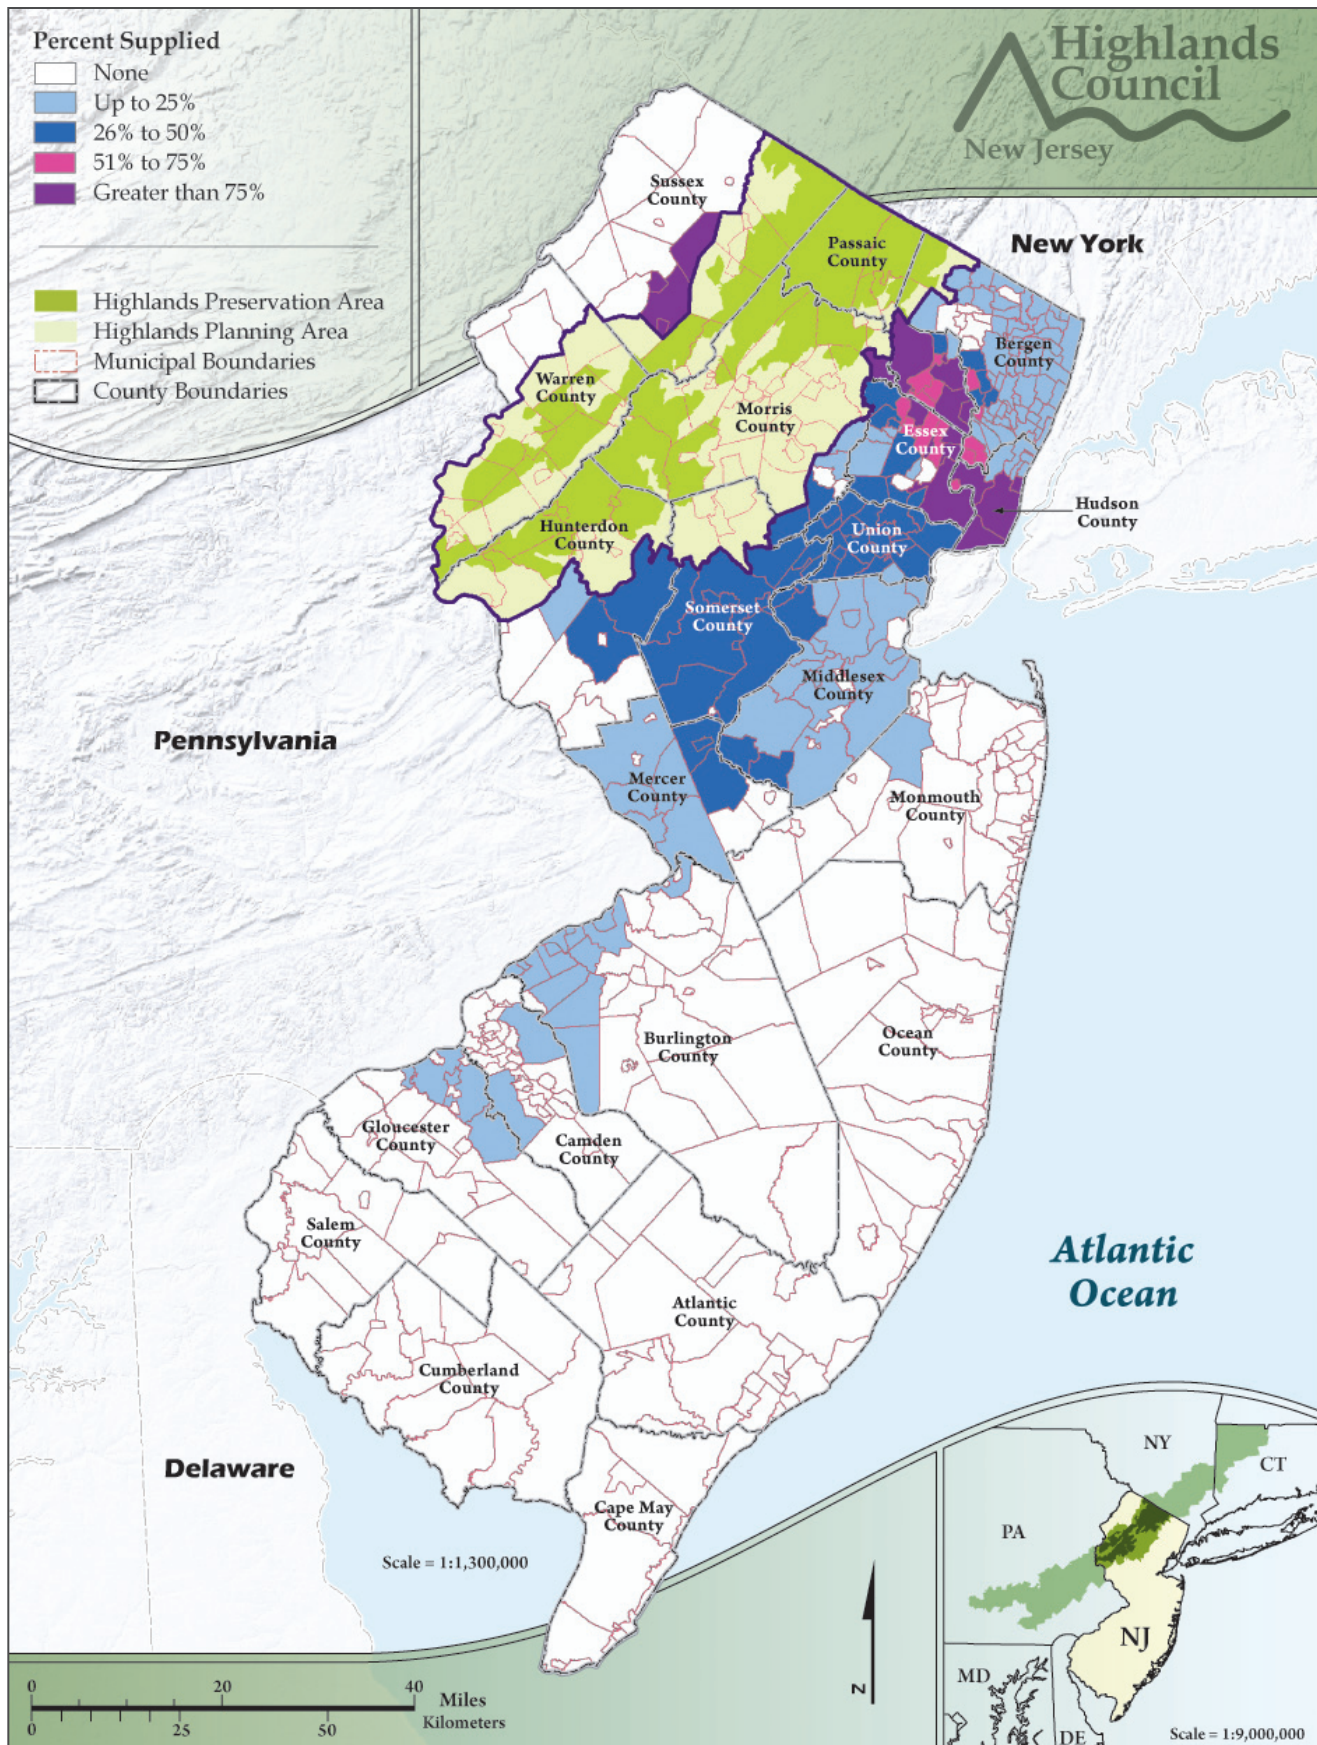 Percent Supplied
None
Up to 25%
26% to 50%
51% to 75%
Greater than 75%
Highlands Preservation Area
Highlands Planning Area
Municipal Boundaries
County Boundaries
Highlands
Council
New Jersey
New York
Sussex
County
Passaic
County
Bergen
County
Warren
County
Morris
County
Essex
County
Hudson
County
Hunterdon
County
Union
County
Somerset
County
Middlesex
County
Pennsylvania
Mercer
County
Monmouth
County
Burlington
County
Ocean
County
Gloucester
County
Camden
County
Salem
County
Atlantic
Ocean
Atlantic
County
Cumberland
County
Delaware
Cape May
County
Scale = 1:1,300,000
NY
CT
PA
NJ
MD
DE
Scale = 1:9,000,000
N
0 20 40
Miles
Kilometers
0 25 50